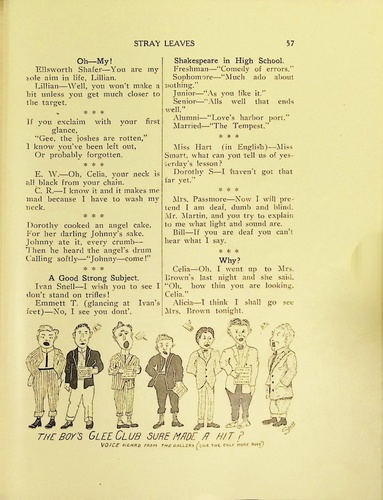 STRAY LEAVES 57
Oh—My!
Ellsworth Shafer—You are my
sole aim in life, Lillian.
Lillian—Well, you won't make a
hit unless you get much closer to
the target.
* * *
If you exclaim with your first
glance,
"Gee, the joshes are rotten,"
I know you've been left out,
Or probably forgotten.
* * *
E. W.—Oh, Celia, your neck is
all black from your chain.
C. R.—I know it and it makes me
mad because I have to wash my
neck.
* * *
Dorothy cooked an angel cake.
For her darling Johnny's sake.
Johnny ate it, every crumb—
Then he heard the angel's drum
Calling softly—"Johnny—come!"
* * *
A Good Strong Subject.
Ivan Snell—I wish you to see I
don't stand on trifles!
Emmett T. (glancing at Ivan's
feet)—No, I see you dont'.
Shakespeare in High School.
Freshman—"Comedy of errors."
Sophomore—"Much ado about
nothing."
Junior—"As you like it."
Senior—"Alls well that ends
well."
Alumni—"Love's harbor port."
Married—"The Tempest."
* * *
Miss Hart (in English)—Miss
Smart, what can you tell us of yes-
terday's lesson?
Dorothy S—I haven't got that
far yet."
* * *
Mrs. Passmore—Now I will pre-
tend I am deaf, dumb and blind.
Mr. Martin, and you try to explain
to me what light and sound are.
Bill—If you are deaf you can't
hear what I say.
* * *
Why?
Celia—Oh, I went up to Mrs.
Brown's last night and she said,
"Oh, how thin you are looking,
Celia."
Alicia—I think I shall go see
Mrs. Brown tonight.
THE BOY'S GLEE CLUB SURE MADE A HIT?
VOICE HEARD FROM THE GALLERY (GIVE THE ONLY MORE